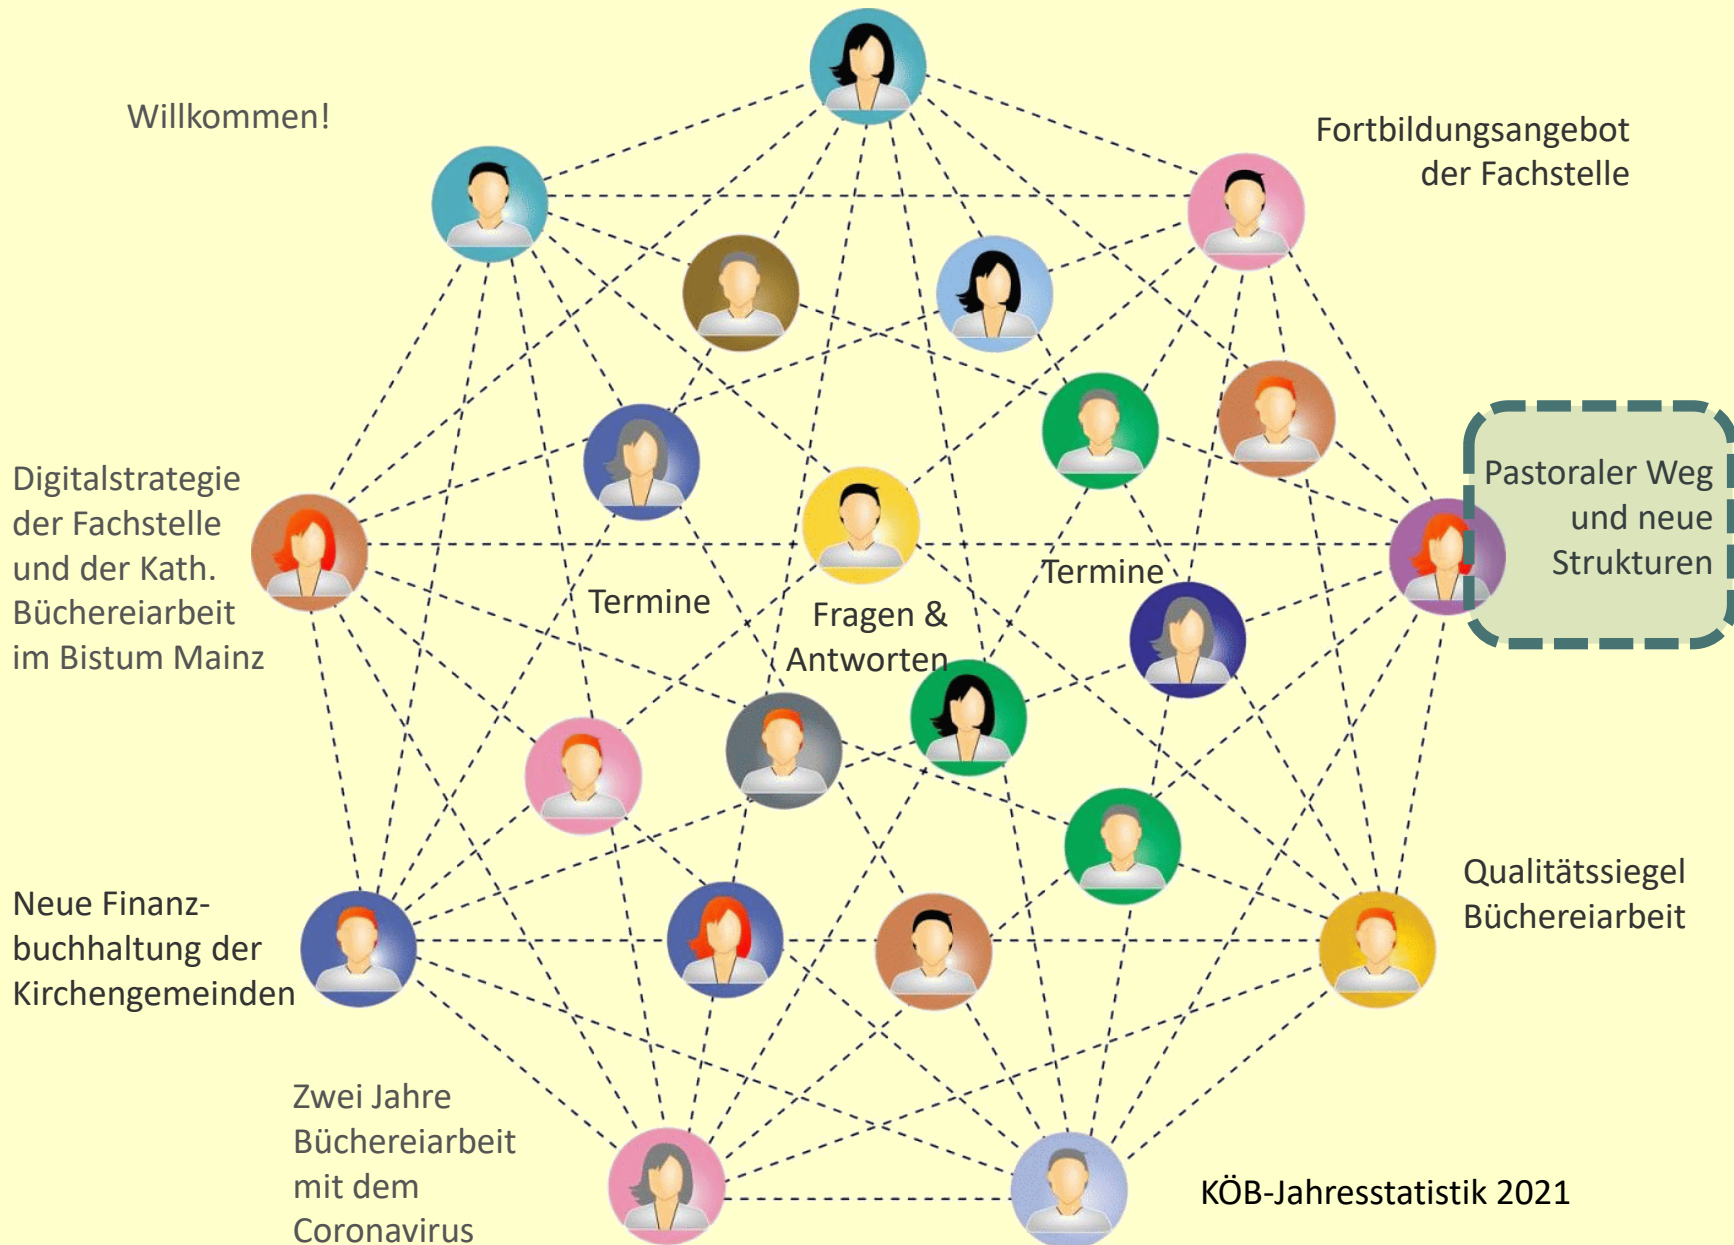 Willkommen!
Fortbildungsangebot
der Fachstelle
Digitalstrategie
der Fachstelle
und der Kath.
Büchereiarbeit
im Bistum Mainz
Pastoraler Weg
und neue
Strukturen
Termine
Fragen &
Antworten
Termine
Neue Finanz-
buchhaltung der
Kirchengemeinden
Qualitätssiegel
Büchereiarbeit
Zwei Jahre
Büchereiarbeit
mit dem
Coronavirus
KÖB-Jahresstatistik 2021